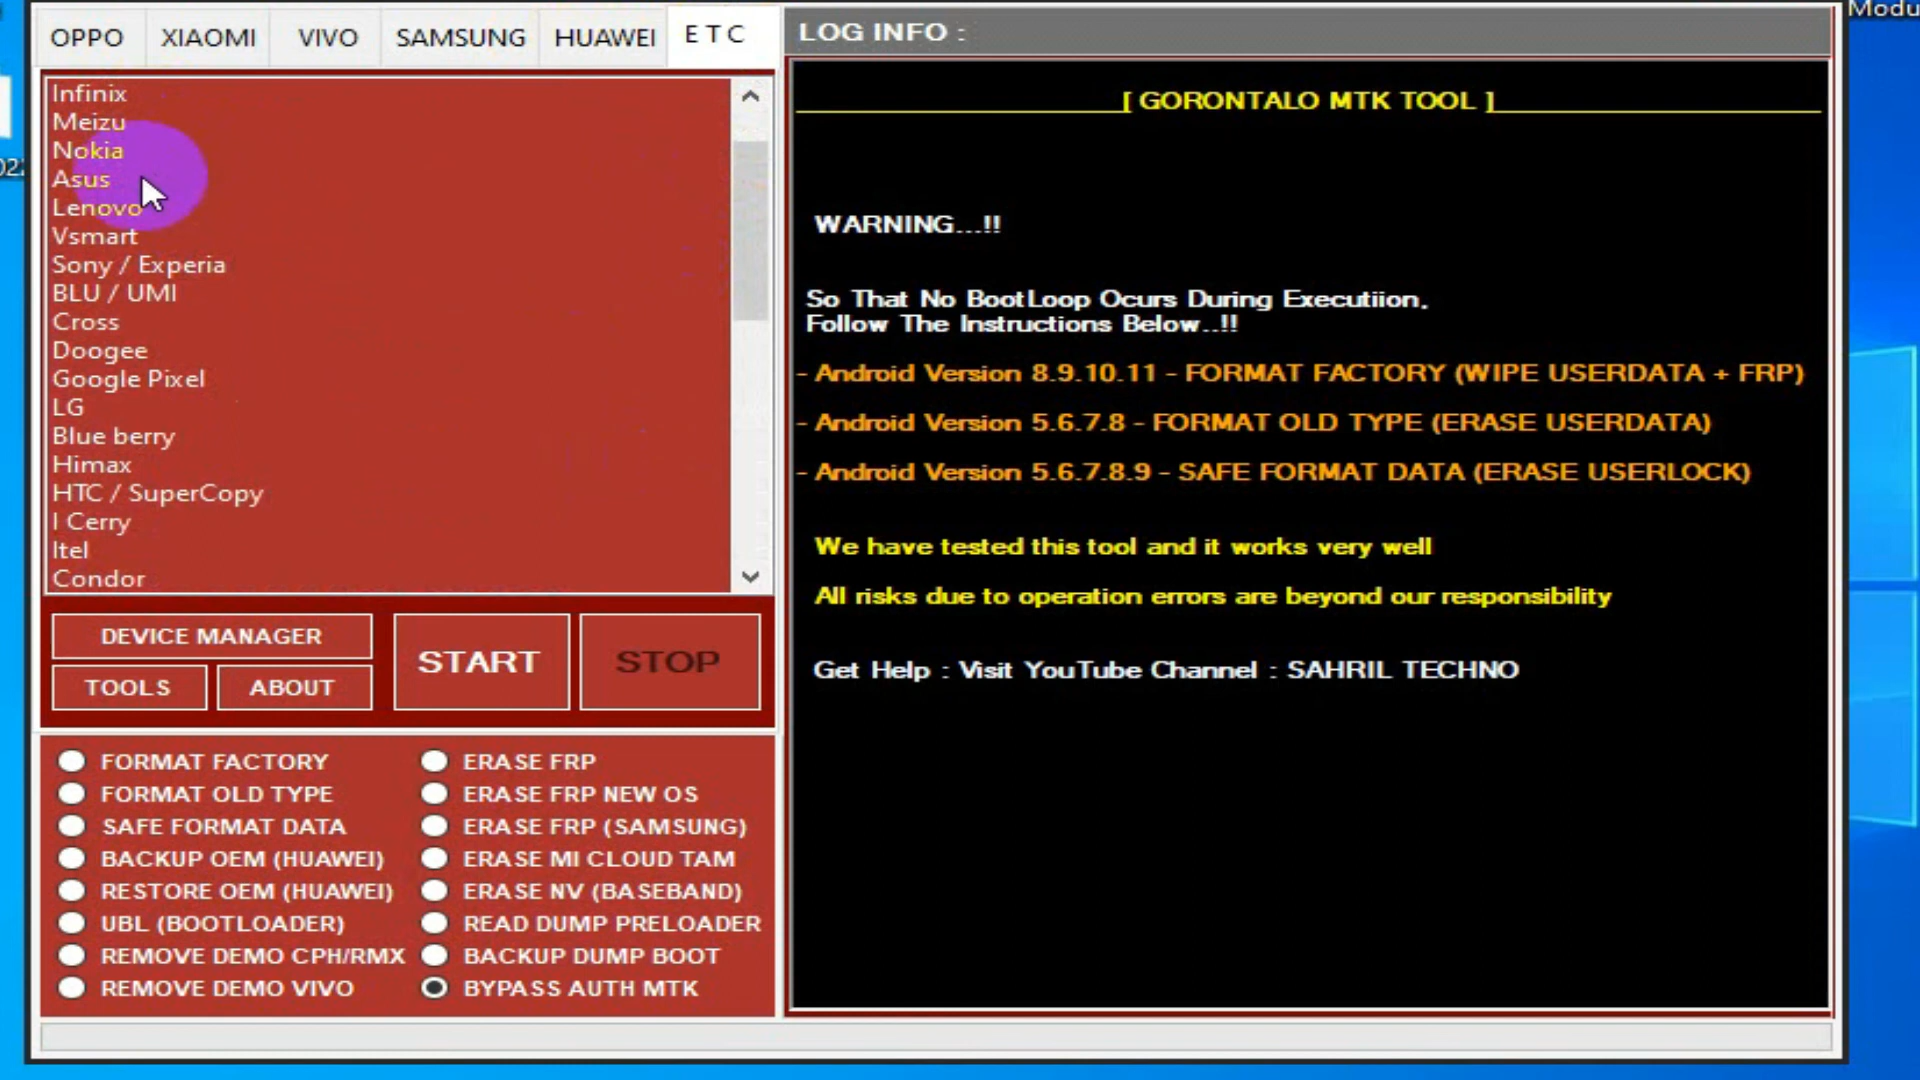 OPPO XIAOMI VIVO SAMSUNG HUAWEI E T C
Infinix
Meizu
Nokia
Asus
Lenovo
Vsmart
Sony / Experia
BLU / UMI
Cross
Doogee
Google Pixel
LG
Blue berry
Himax
HTC / SuperCopy
I Cerry
Itel
Condor
DEVICE MANAGER
TOOLS ABOUT
START STOP
FORMAT FACTORY
FORMAT OLD TYPE
SAFE FORMAT DATA
BACKUP OEM (HUAWEI)
RESTORE OEM (HUAWEI)
UBL (BOOTLOADER)
REMOVE DEMO CPH/RMX
REMOVE DEMO VIVO
ERASE FRP
ERASE FRP NEW OS
ERASE FRP (SAMSUNG)
ERASE MI CLOUD TAM
ERASE NV (BASEBAND)
READ DUMP PRELOADER
BACKUP DUMP BOOT
BYPASS AUTH MTK
LOG INFO :
[ GORONTALO MTK TOOL ]
WARNING...!!
So That No BootLoop Ocurs During Executiion,
Follow The Instructions Below..!!
- Android Version 8.9.10.11 - FORMAT FACTORY (WIPE USERDATA + FRP)
- Android Version 5.6.7.8 - FORMAT OLD TYPE (ERASE USERDATA)
- Android Version 5.6.7.8.9 - SAFE FORMAT DATA (ERASE USERLOCK)
We have tested this tool and it works very well
All risks due to operation errors are beyond our responsibility
Get Help : Visit YouTube Channel : SAHRIL TECHNO